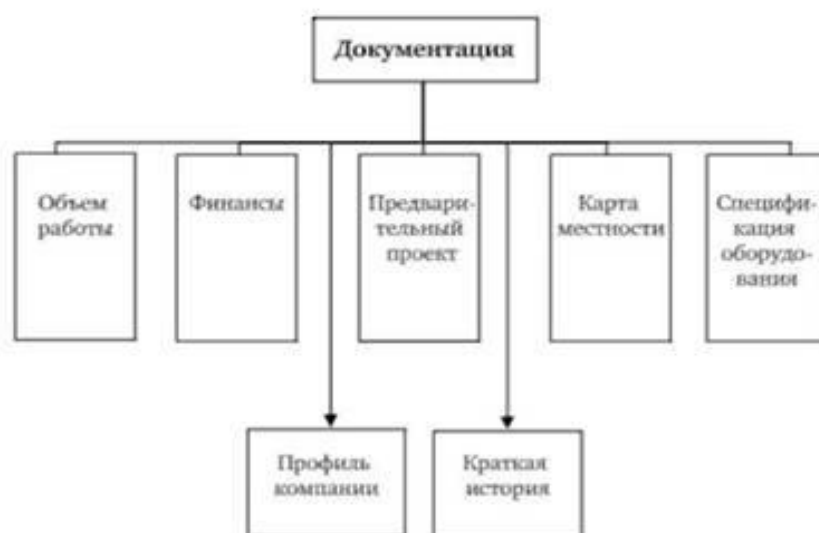 Документация
Объем
работы
Финансы
Предвари-
тельный
проект
Карта
местности
Специфи-
кация
оборудо-
вания
Профиль
компании
Краткая
история